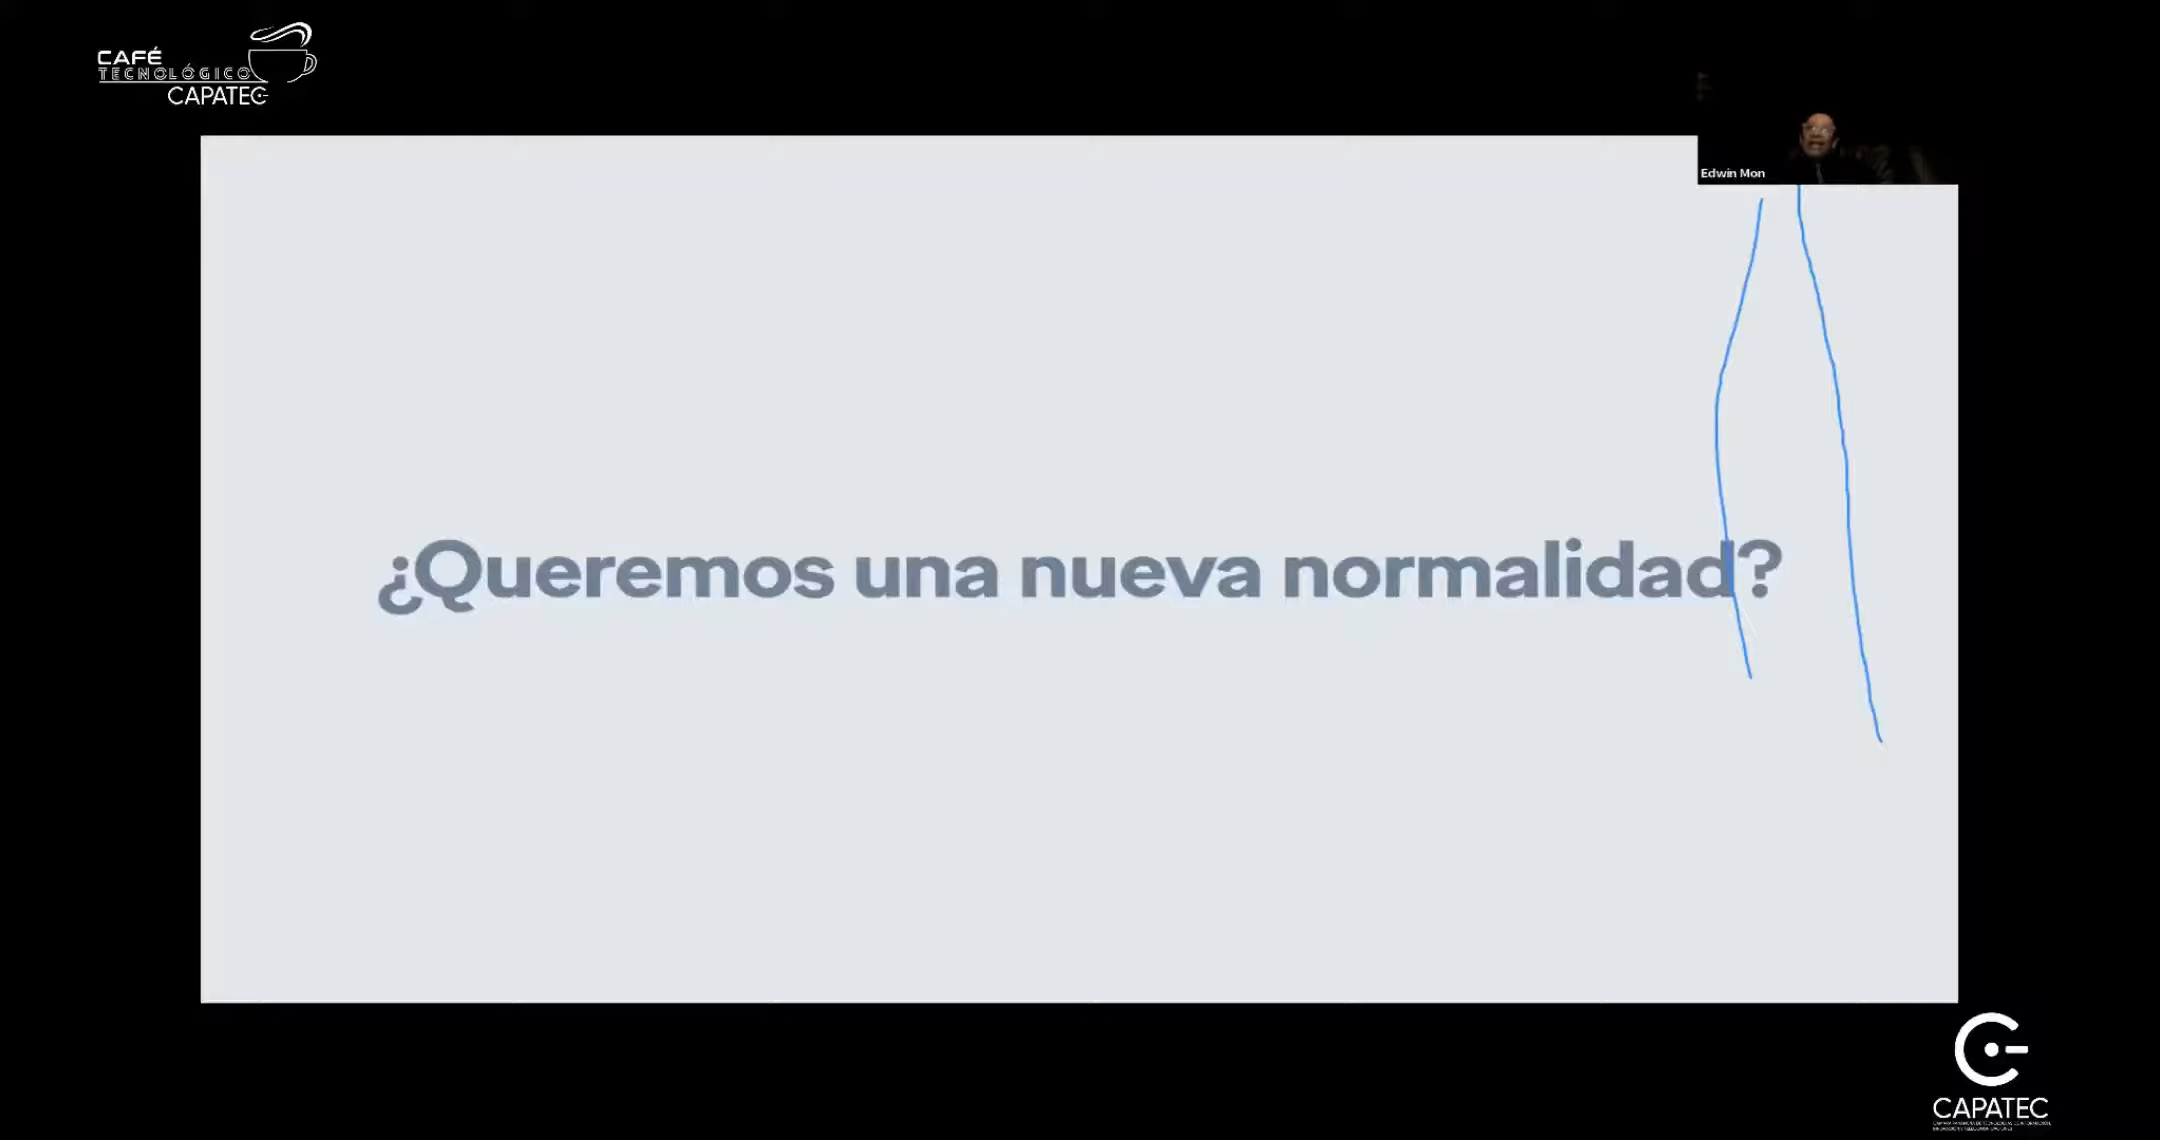 CAFÉ
TECNOLÓGICO
CAPATEC
Edwin Mon
¿Queremos una nueva normalidad?
CAPATEC